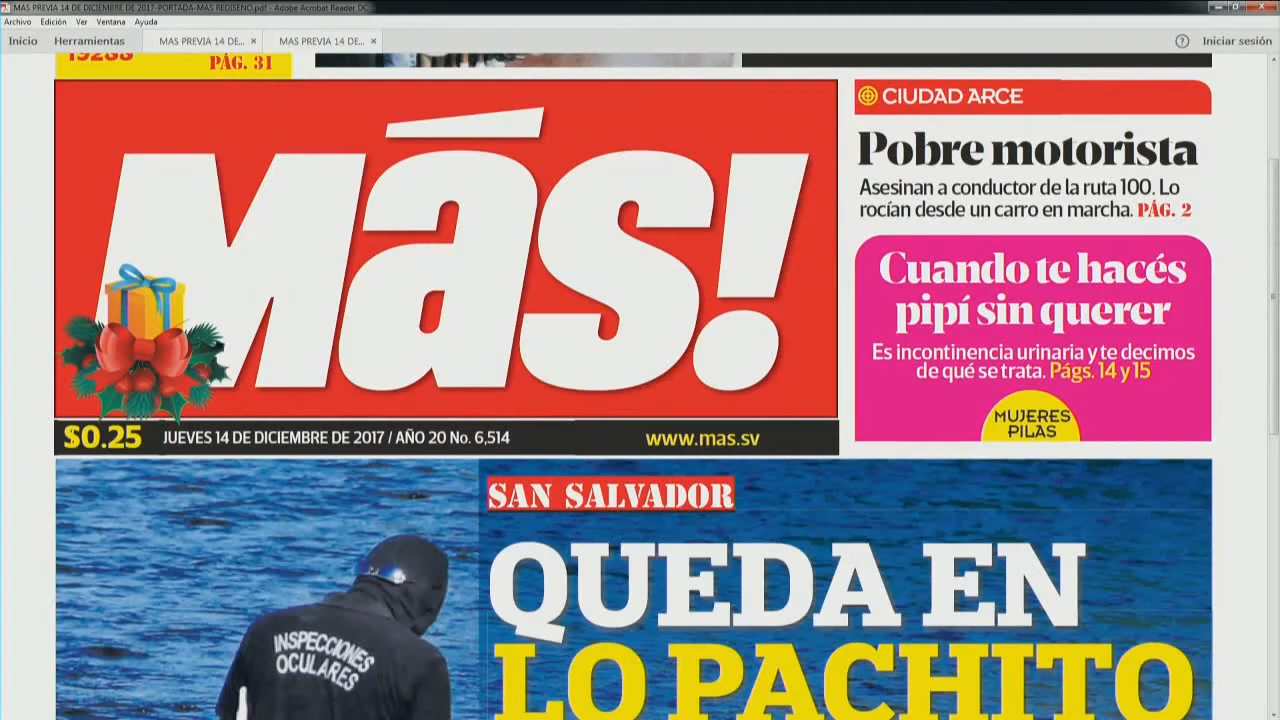 MAS PREVIA 14 DE DICIEMBRE DE 2017-PORTADA-MAS REDISEÑO.pdf - Adobe Acrobat Reader DC
Archivo Edición Ver Ventana Ayuda
Inicio Herramientas MAS PREVIA 14 DE... × MAS PREVIA 14 DE... × ? Iniciar sesión
19288
PÁG. 31
Más!
$0.25 JUEVES 14 DE DICIEMBRE DE 2017 / AÑO 20 No. 6,514 www.mas.sv
CIUDAD ARCE
Pobre motorista
Asesinan a conductor de la ruta 100. Lo
rocían desde un carro en marcha. PÁG. 2
Cuando te hacés
pipí sin querer
Es incontinencia urinaria y te decimos
de qué se trata. Págs. 14 y 15
MUJERES
PILAS
SAN SALVADOR
QUEDA EN
LO PACHITO
INSPECCIONES
OCULARES